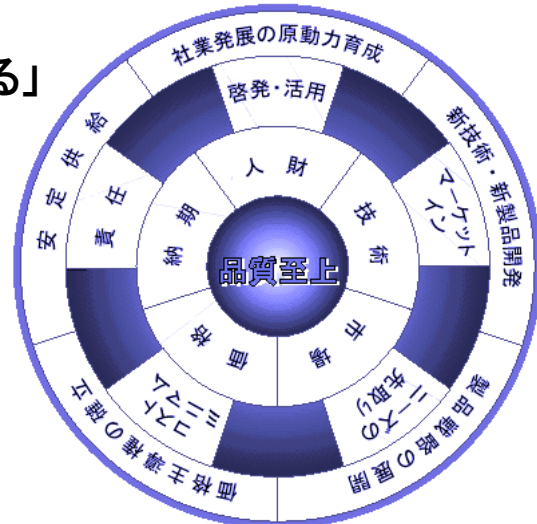 る」
社業発展の原動力育成
啓発・活用
人財
新技術・新製品開発
マーケット
イン
技術
製品戦略の展開
ニーズの
先取り
市場
価格主導権の確立
コスト
ミニマム
価格
安定供給
責任
納期
品質至上